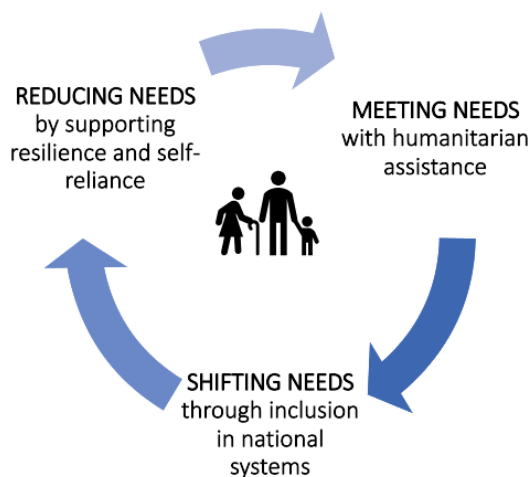 REDUCING NEEDS
by supporting
resilience and self-
reliance
MEETING NEEDS
with humanitarian
assistance
SHIFTING NEEDS
through inclusion
in national
systems